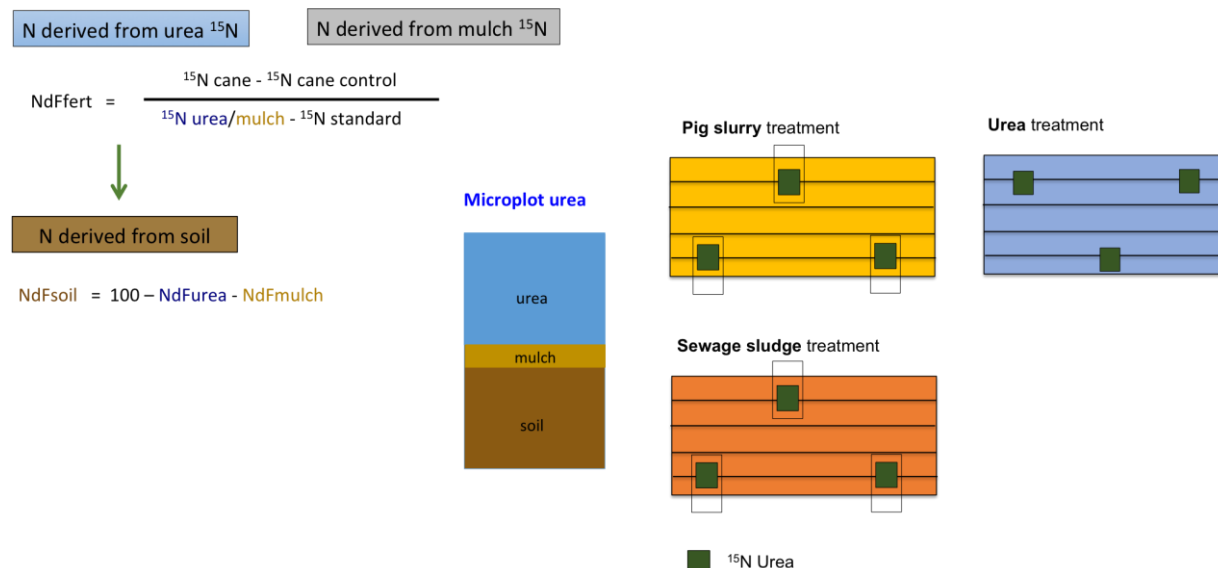 N derived from urea ¹⁵N
N derived from mulch ¹⁵N
¹⁵N cane - ¹⁵N cane control
NdFfert =
¹⁵N urea/mulch - ¹⁵N standard
N derived from soil
NdFsoil = 100 – NdFurea - NdFmulch
Microplot urea
urea
mulch
soil
Pig slurry treatment
Urea treatment
Sewage sludge treatment
¹⁵N Urea